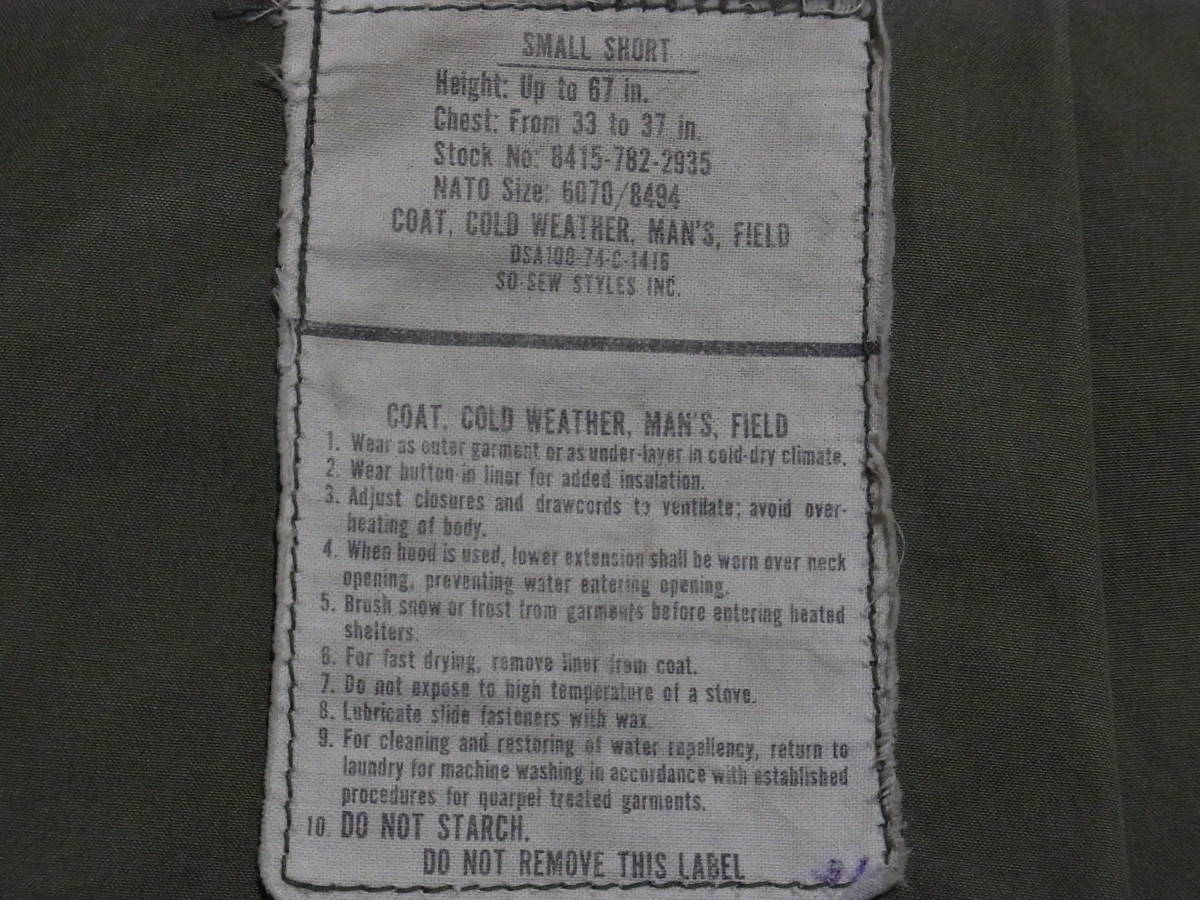 SMALL SHORT
Height: Up to 67 in.
Chest: From 33 to 37 in.
Stock No: 8415-782-2935
NATO Size: 6070/8494
COAT, COLD WEATHER, MAN'S, FIELD
DSA100-74-C-1416
SO-SEW STYLES INC.
COAT, COLD WEATHER, MAN'S, FIELD
1. Wear as outer garment or as under-layer in cold-dry climate.
2. Wear button-in liner for added insulation.
3. Adjust closures and drawcords to ventilate; avoid over-
heating of body.
4. When hood is used, lower extension shall be worn over neck
opening, preventing water entering opening.
5. Brush snow or frost from garments before entering heated
shelters.
6. For fast drying, remove liner from coat.
7. Do not expose to high temperature of a stove.
8. Lubricate slide fasteners with wax.
9. For cleaning and restoring of water repellency, return to
laundry for machine washing in accordance with established
procedures for quarpel treated garments.
10. DO NOT STARCH.
DO NOT REMOVE THIS LABEL